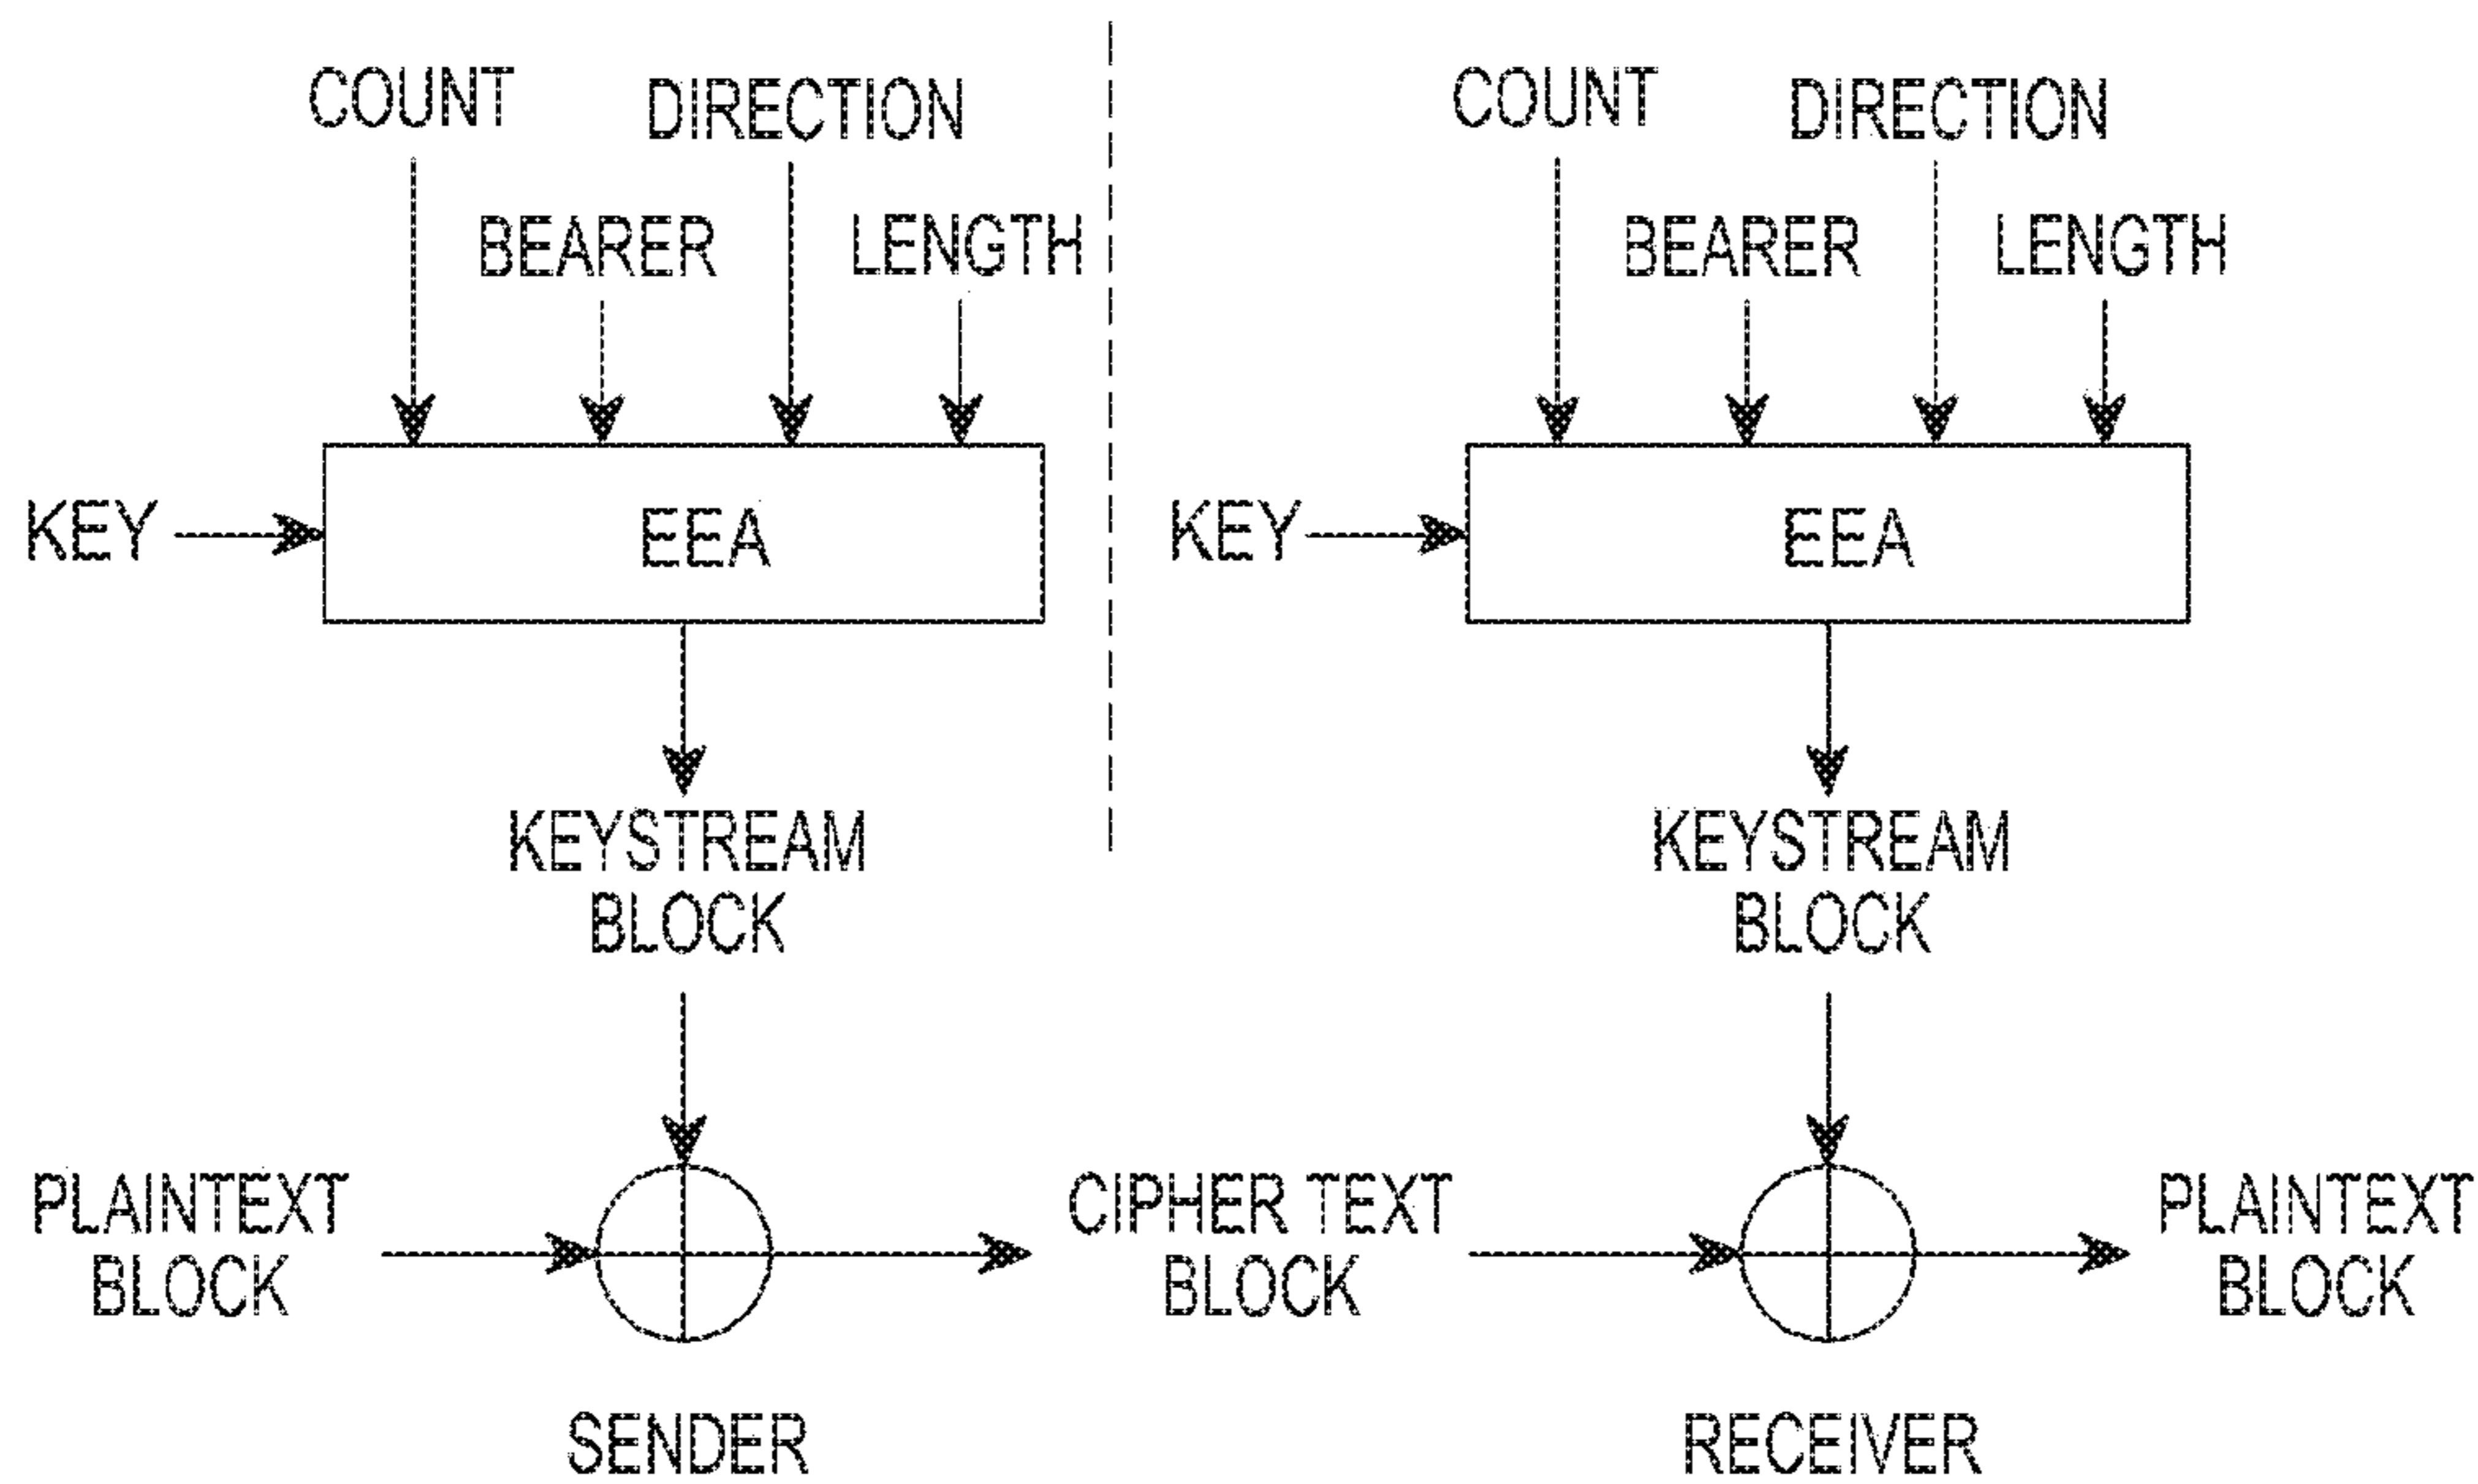 COUNT
DIRECTION
BEARER
LENGTH
KEY
EEA
KEYSTREAM
BLOCK
PLAINTEXT
BLOCK
SENDER
COUNT
DIRECTION
BEARER
LENGTH
KEY
EEA
KEYSTREAM
BLOCK
CIPHER TEXT
BLOCK
PLAINTEXT
BLOCK
RECEIVER